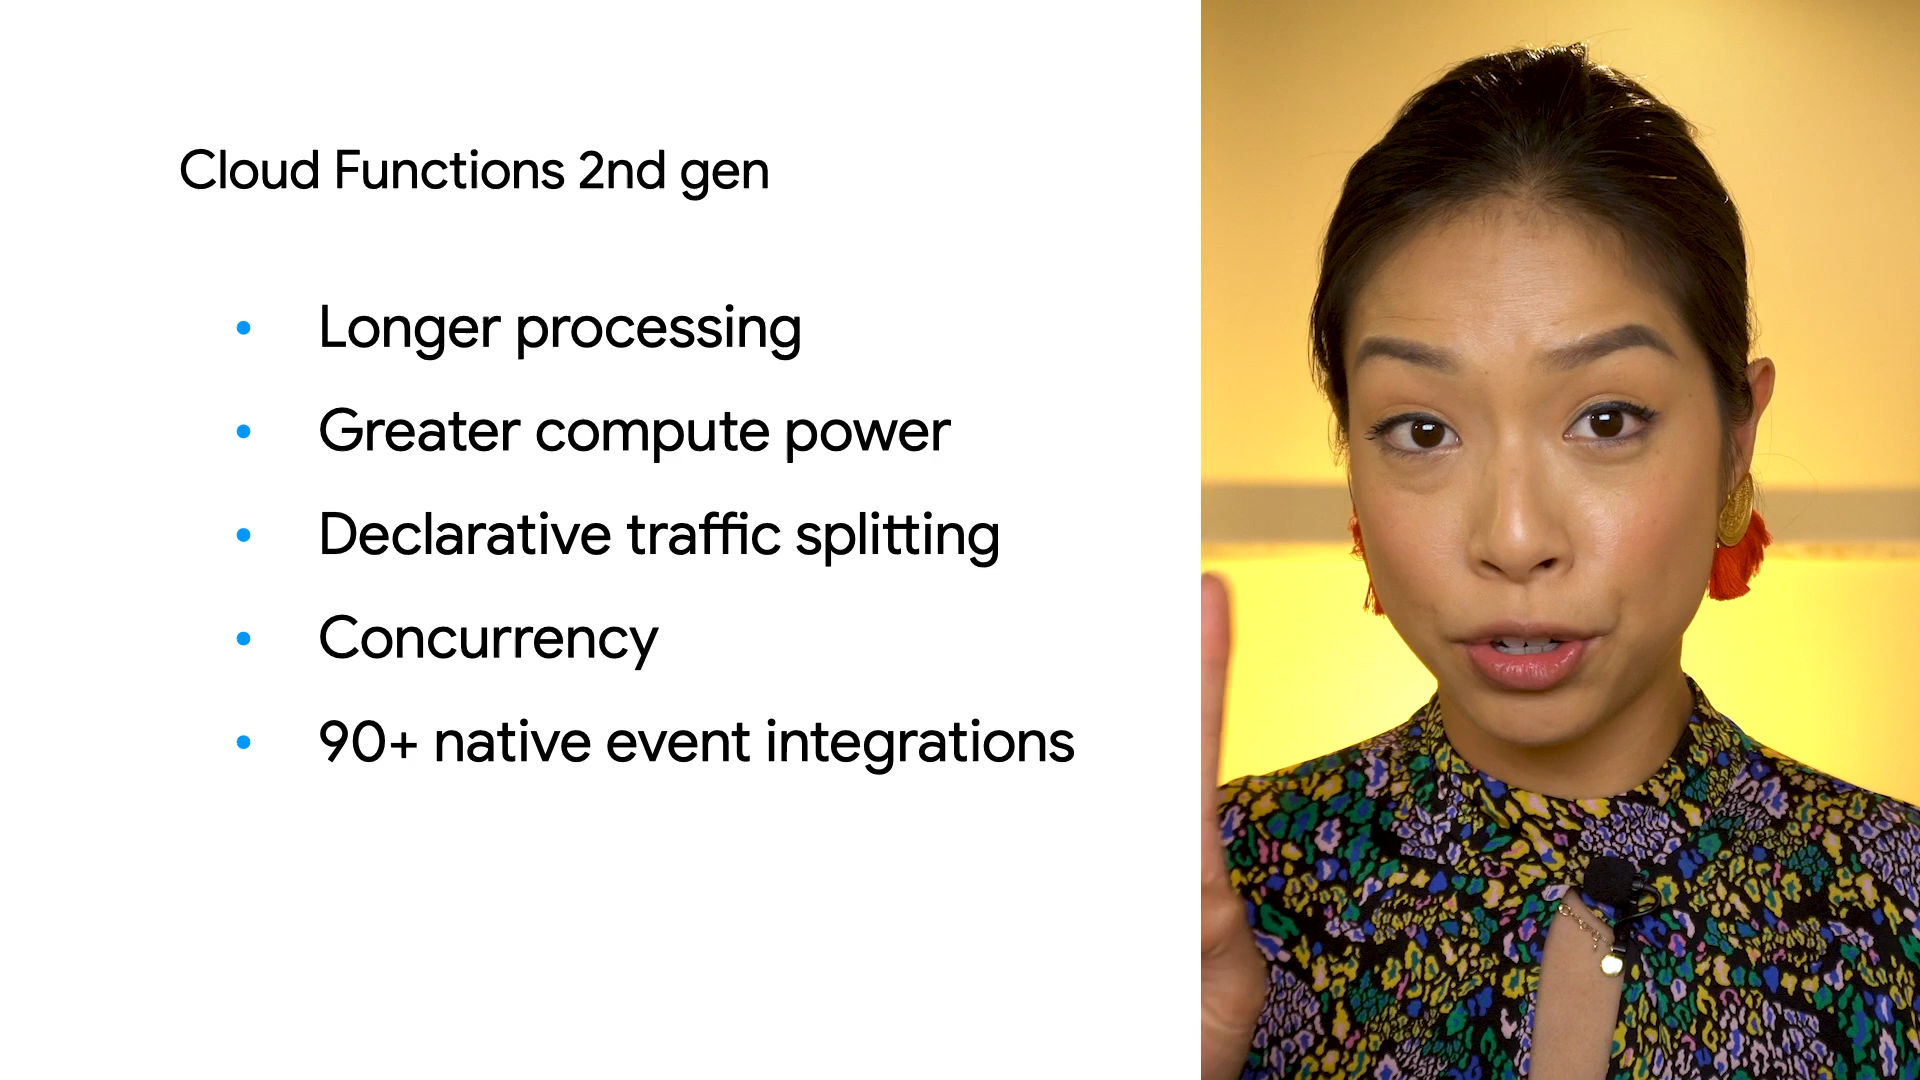 Cloud Functions 2nd gen
• Longer processing
• Greater compute power
• Declarative traffic splitting
• Concurrency
• 90+ native event integrations